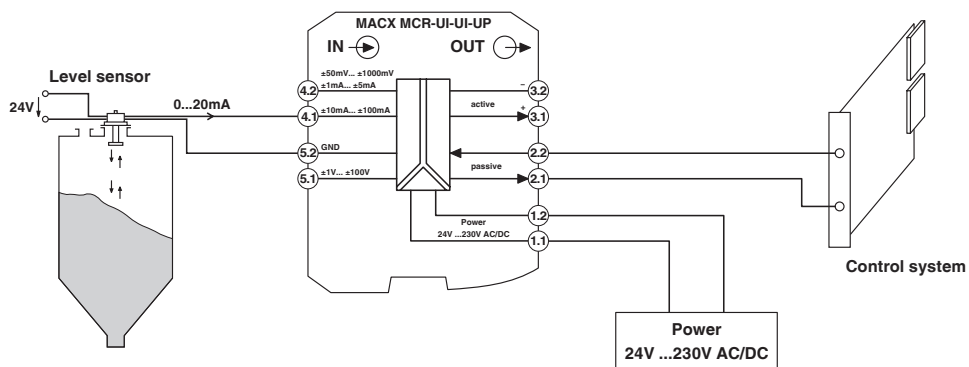 MACX MCR-UI-UI-UP
IN
OUT
Level sensor
24V
0...20mA
±50mV... ±1000mV
±1mA... ±5mA
4.2
±10mA... ±100mA
4.1
5.2
GND
5.1
±1V... ±100V
−
3.2
active
+
3.1
2.2
passive
2.1
1.2
Power
24V ...230V AC/DC
1.1
Control system
Power
24V ...230V AC/DC